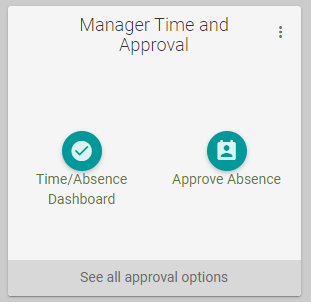 Manager Time and
Approval
Time/Absence
Dashboard
Approve Absence
See all approval options